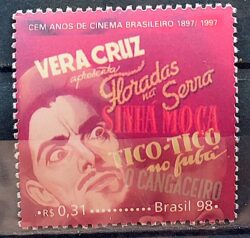 CEM ANOS DE CINEMA BRASILEIRO 1897/1997
VERA CRUZ
apresenta
Floradas
na Serra
SINHÁ MOÇA
TICO-TICO
no fubá
O CANGACEIRO
R$ 0,31 Brasil 98